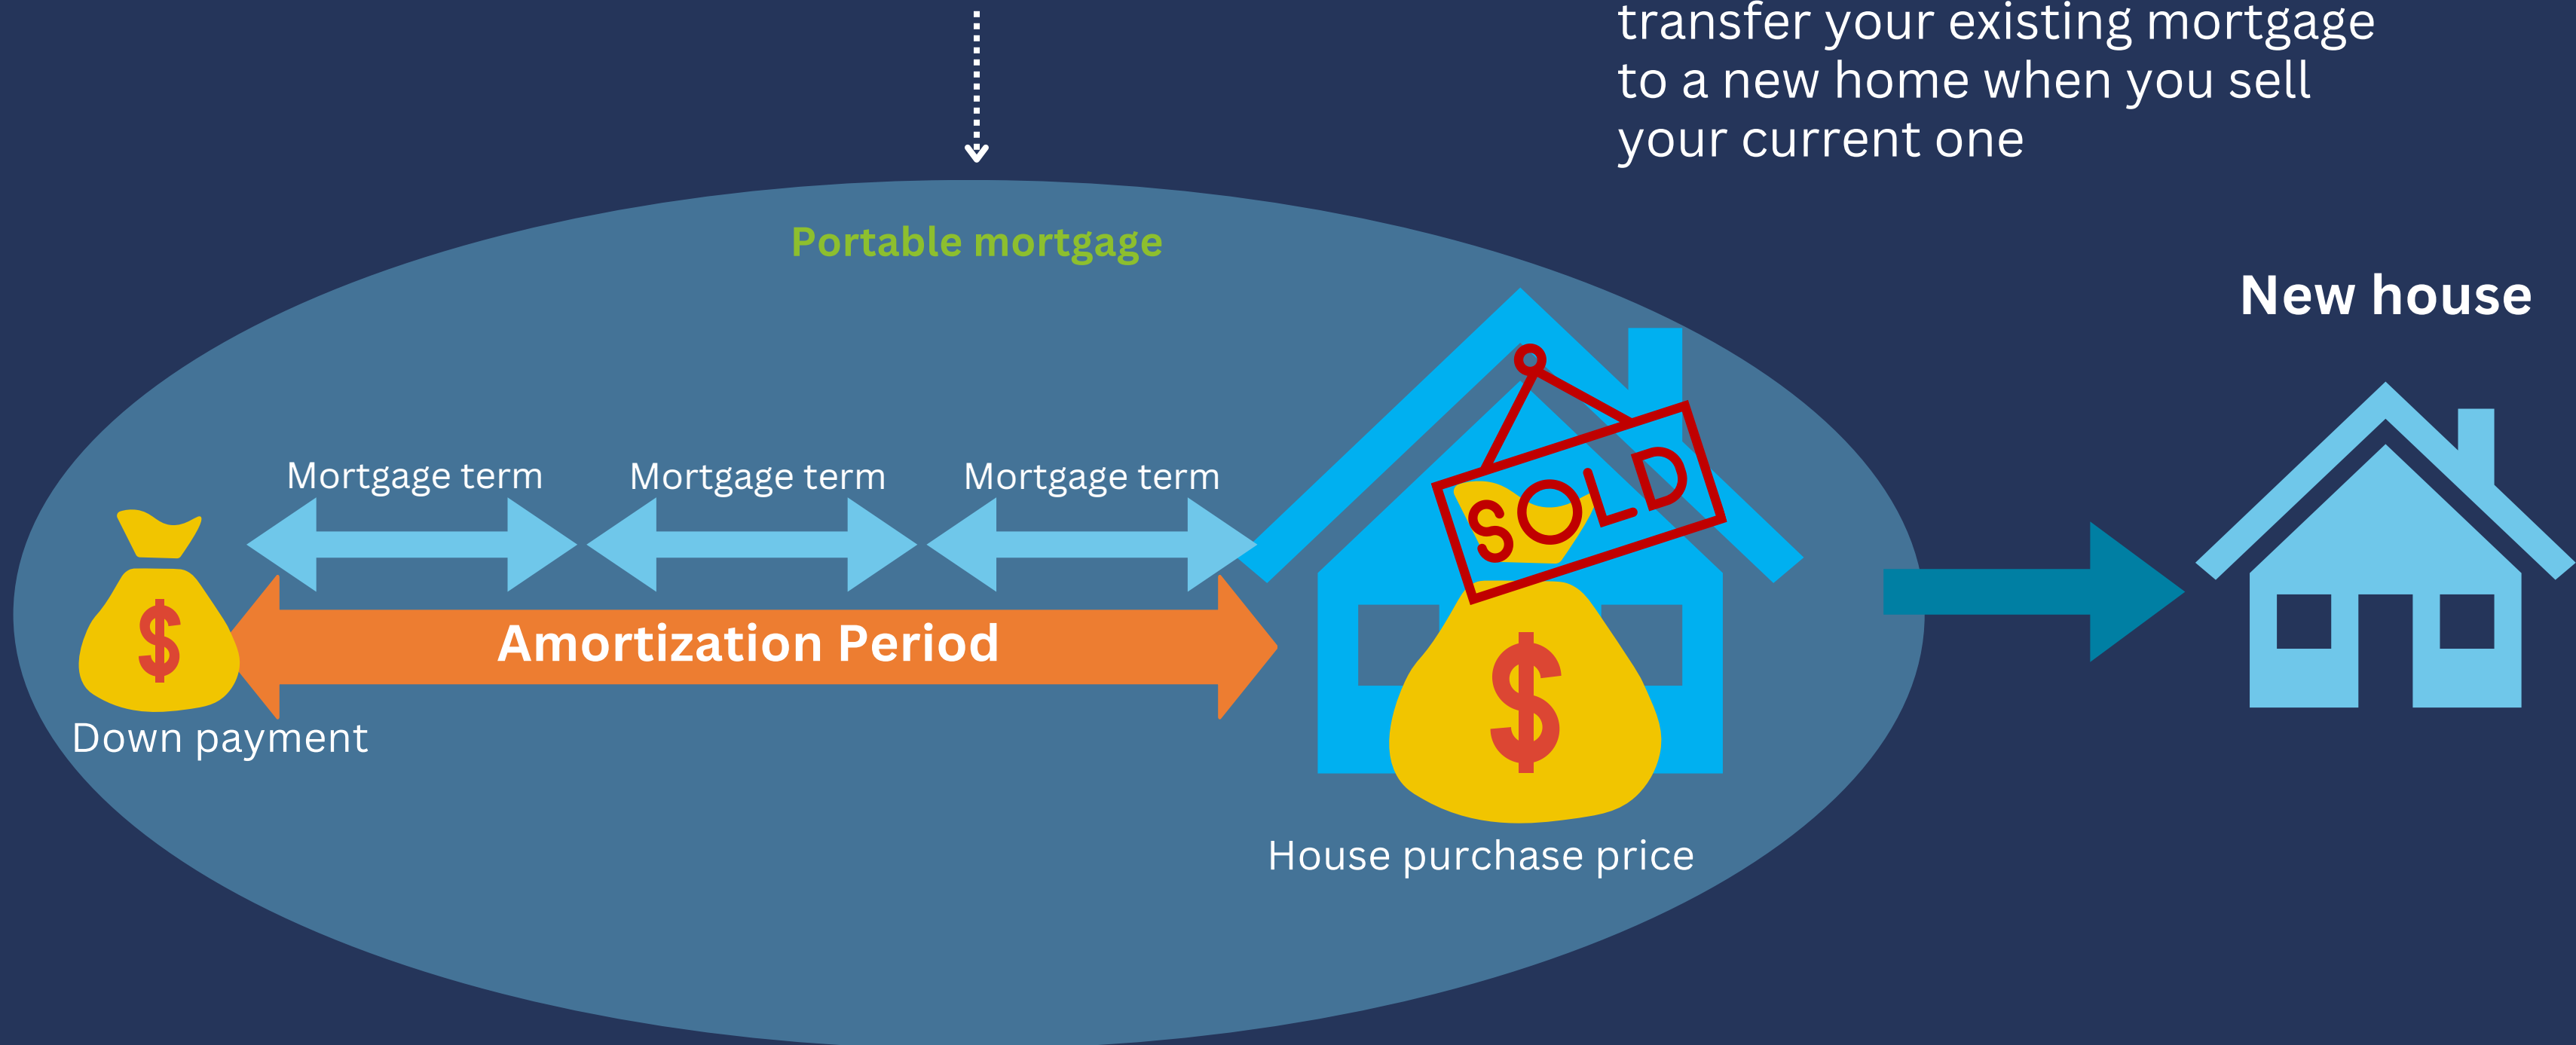 transfer your existing mortgage
to a new home when you sell
your current one
Portable mortgage
New house
Mortgage term
Mortgage term
Mortgage term
SOLD
$
Amortization Period
$
Down payment
House purchase price